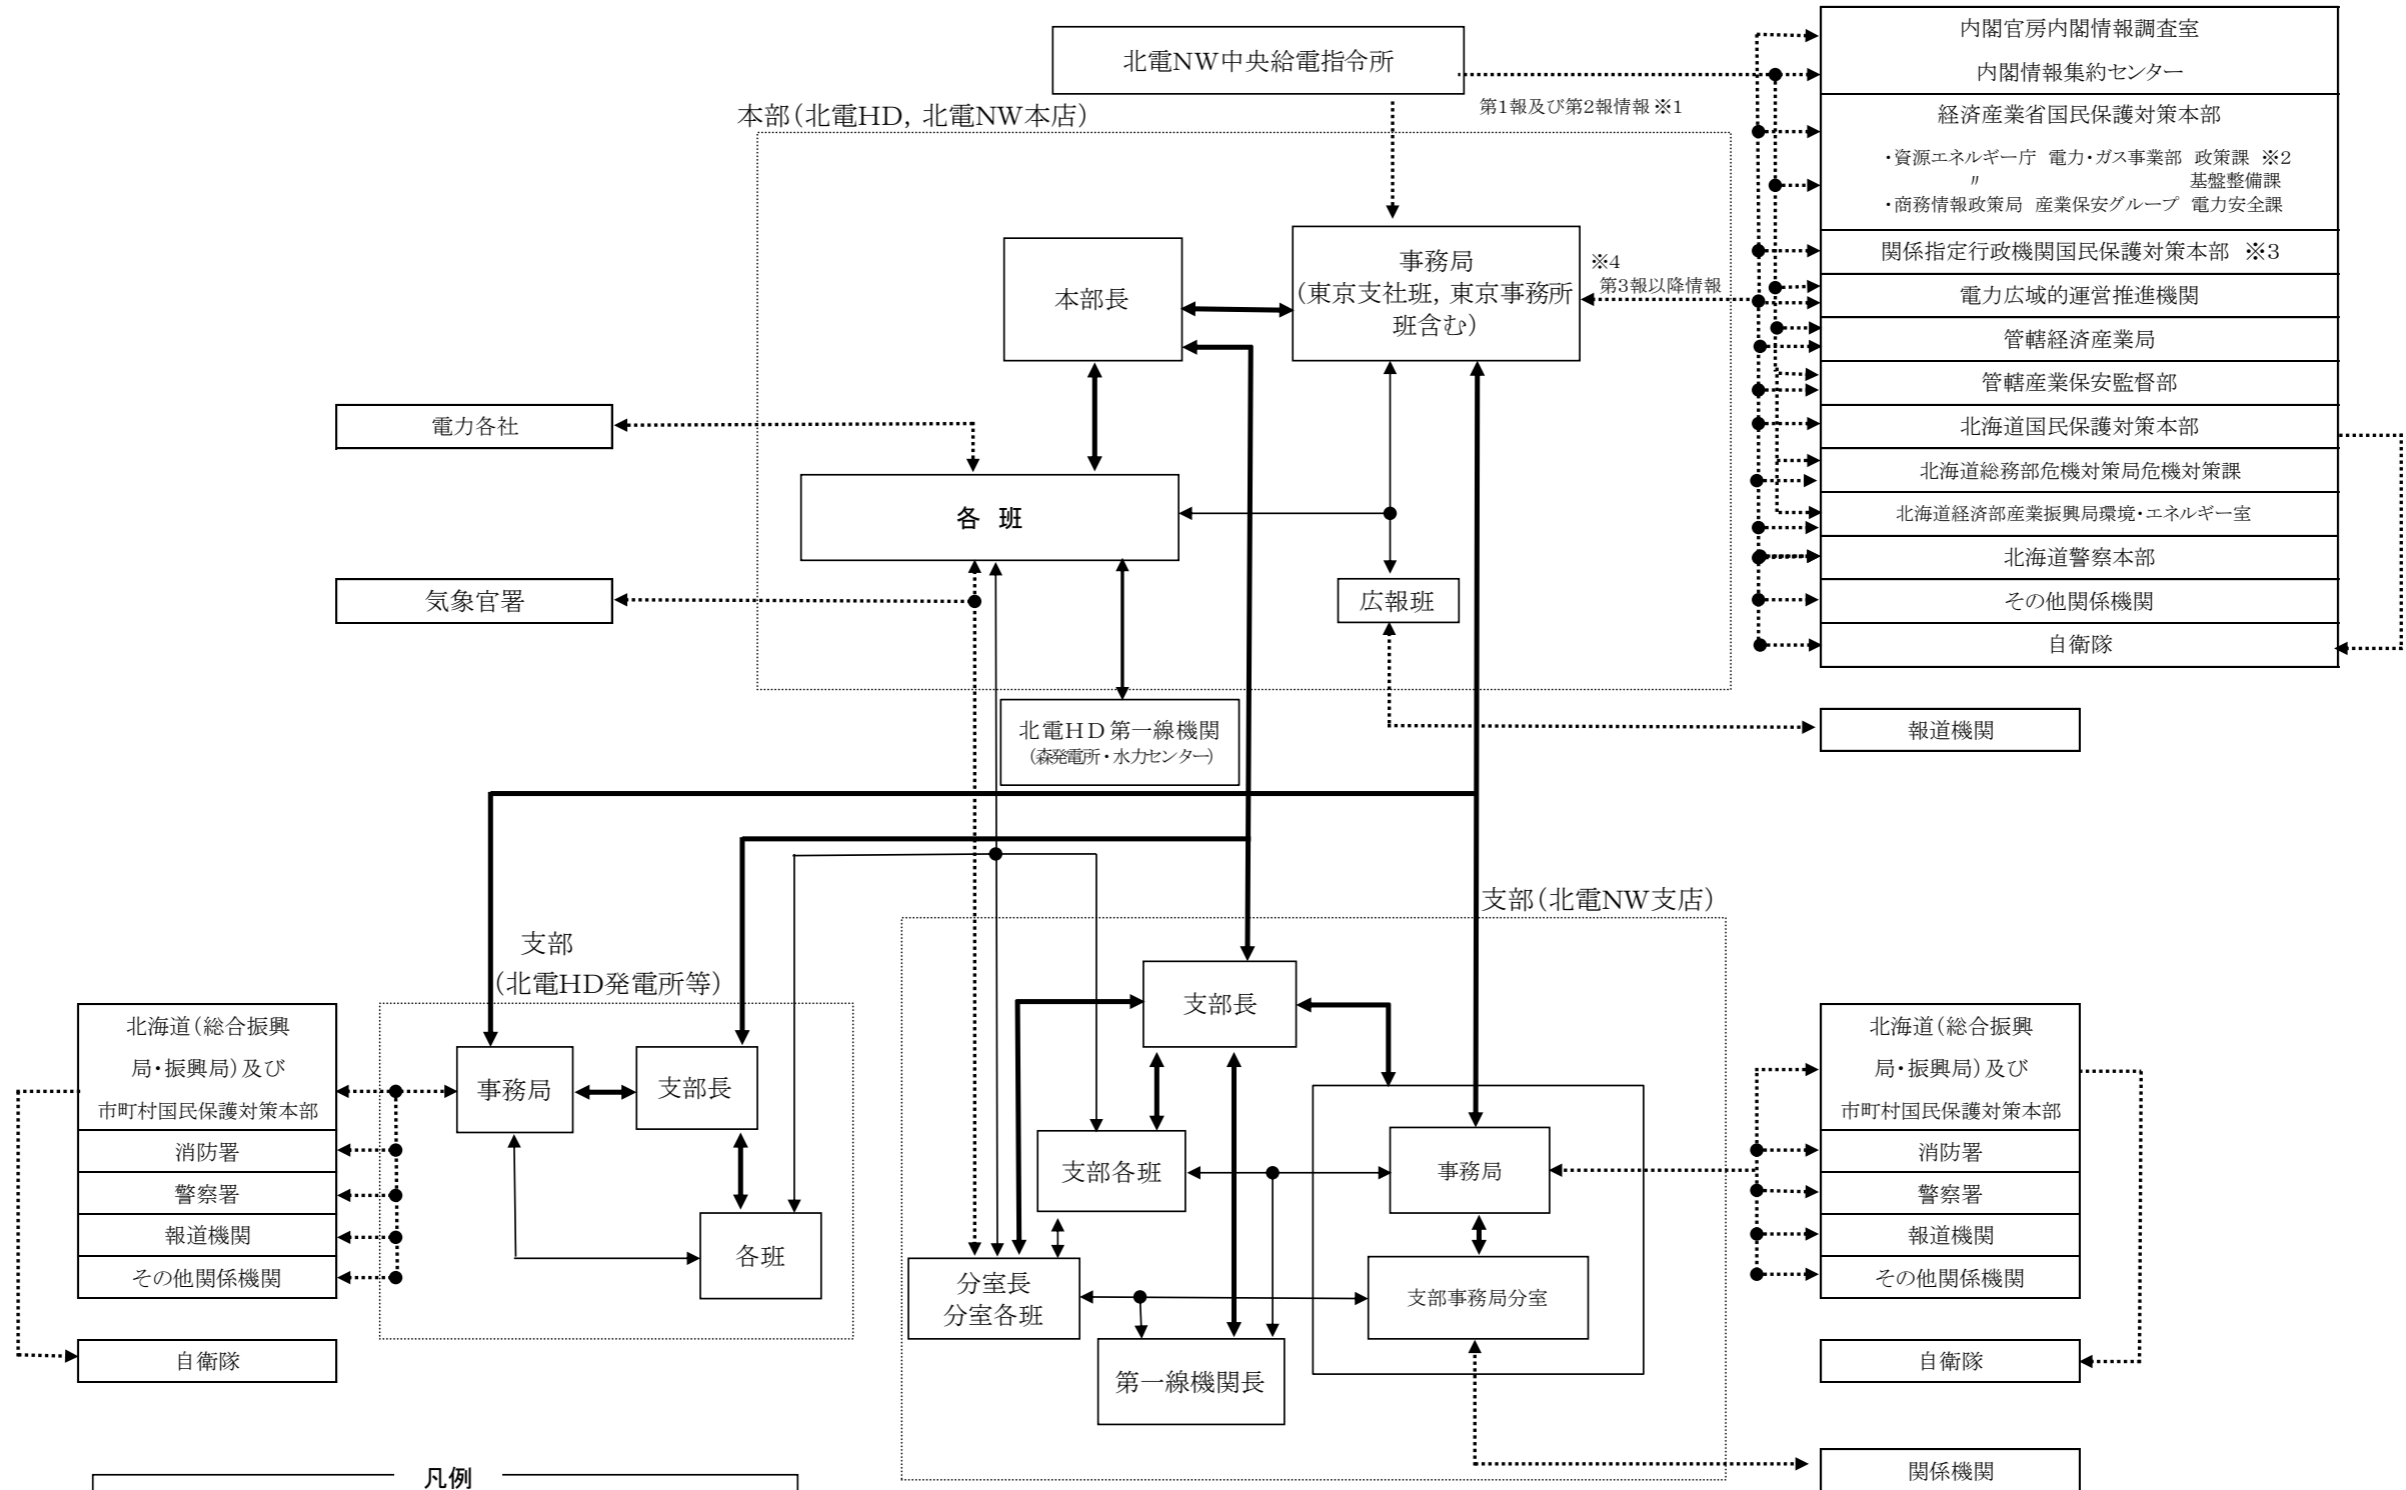 北電NW中央給電指令所
本部(北電HD, 北電NW本店)
第1報及び第2報情報 ※1
本部長
事務局
(東京支社班, 東京事務所
班含む)
※4
第3報以降情報
各 班
広報班
電力各社
気象官署
北電HD第一線機関
(森発電所・水力センター)
内閣官房内閣情報調査室
内閣情報集約センター
経済産業省国民保護対策本部
・資源エネルギー庁 電力・ガス事業部 政策課 ※2
〃 基盤整備課
・商務情報政策局 産業保安グループ 電力安全課
関係指定行政機関国民保護対策本部 ※3
電力広域的運営推進機関
管轄経済産業局
管轄産業保安監督部
北海道国民保護対策本部
北海道総務部危機対策局危機対策課
北海道経済部産業振興局環境・エネルギー室
北海道警察本部
その他関係機関
自衛隊
報道機関
支部
(北電HD発電所等)
事務局
支部長
各班
北海道(総合振興
局・振興局)及び
市町村国民保護対策本部
消防署
警察署
報道機関
その他関係機関
自衛隊
支部(北電NW支店)
支部長
支部各班
事務局
分室長
分室各班
支部事務局分室
第一線機関長
北海道(総合振興
局・振興局)及び
市町村国民保護対策本部
消防署
警察署
報道機関
その他関係機関
自衛隊
関係機関
凡例